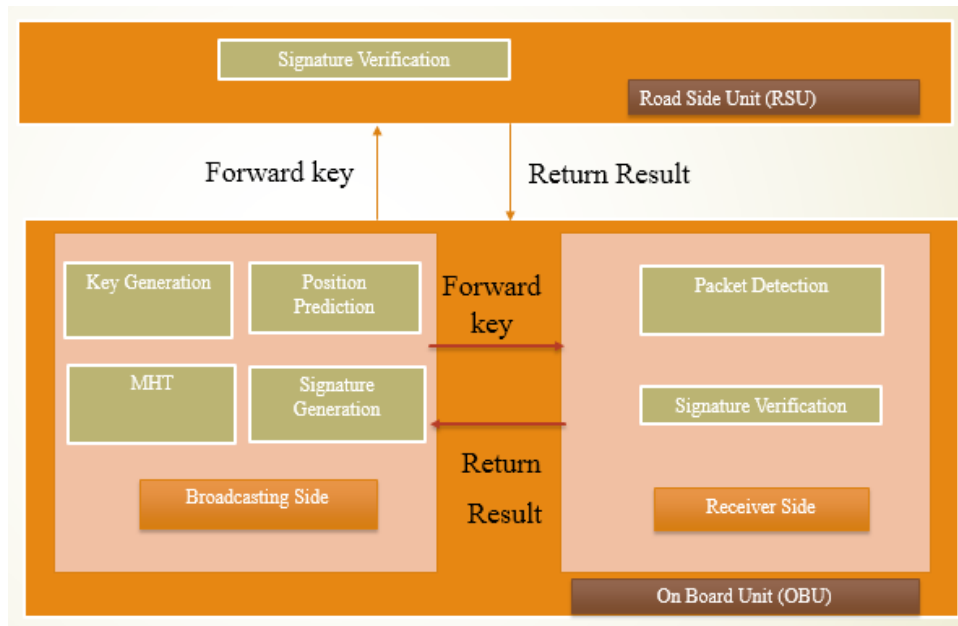 Signature Verification
Road Side Unit (RSU)
Forward key
Return Result
Key Generation
Position
Prediction
MHT
Signature
Generation
Broadcasting Side
Forward
key
Return
Result
Packet Detection
Signature Verification
Receiver Side
On Board Unit (OBU)